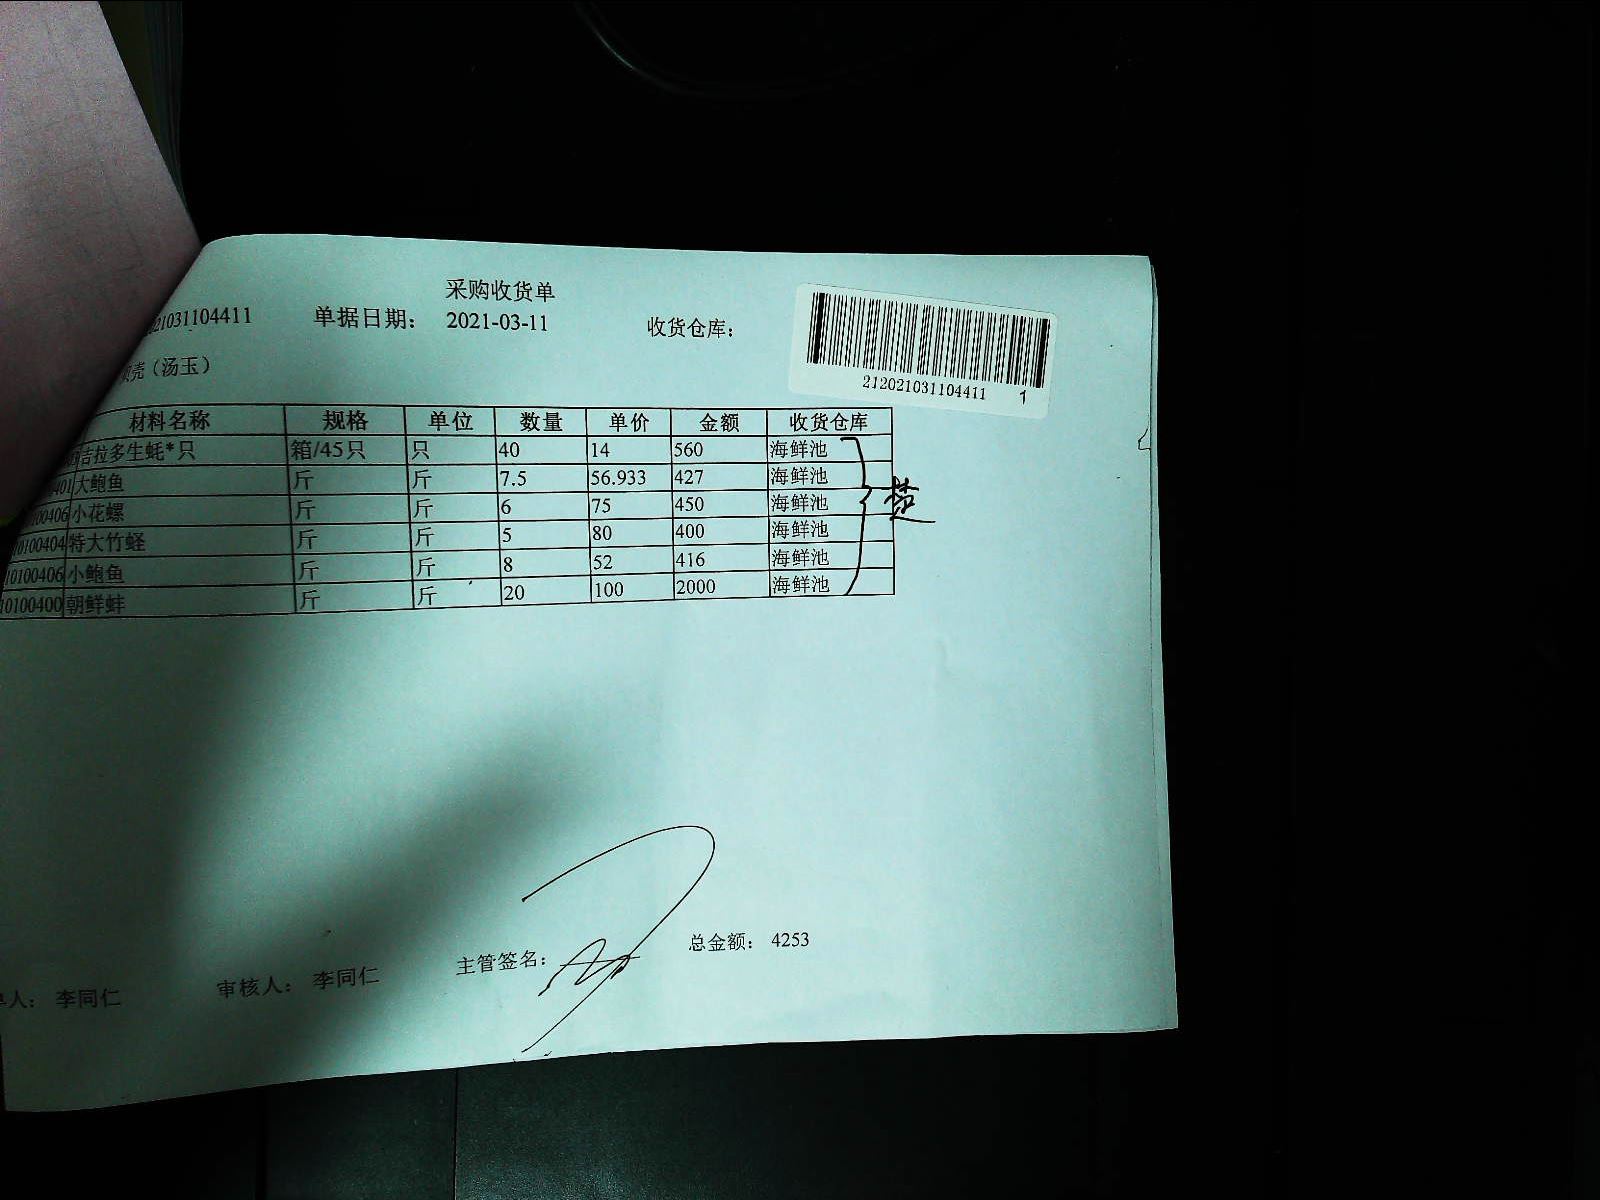 采购收货单
21031104411 单据日期： 2021-03-11 收货仓库：
212021031104411 1
贝壳（汤玉）
材料名称 规格 单位 数量 单价 金额 收货仓库
吉拉多生蚝*只 箱/45只 只 40 14 560 海鲜池
401 大鲍鱼 斤 斤 7.5 56.933 427 海鲜池
00406 小花螺 斤 斤 6 75 450 海鲜池
0100404 特大竹蛏 斤 斤 5 80 400 海鲜池
10100406 小鲍鱼 斤 斤 8 52 416 海鲜池
10100400 朝鲜蚌 斤 斤 20 100 2000 海鲜池
单人： 李同仁 审核人： 李同仁 主管签名： 总金额： 4253